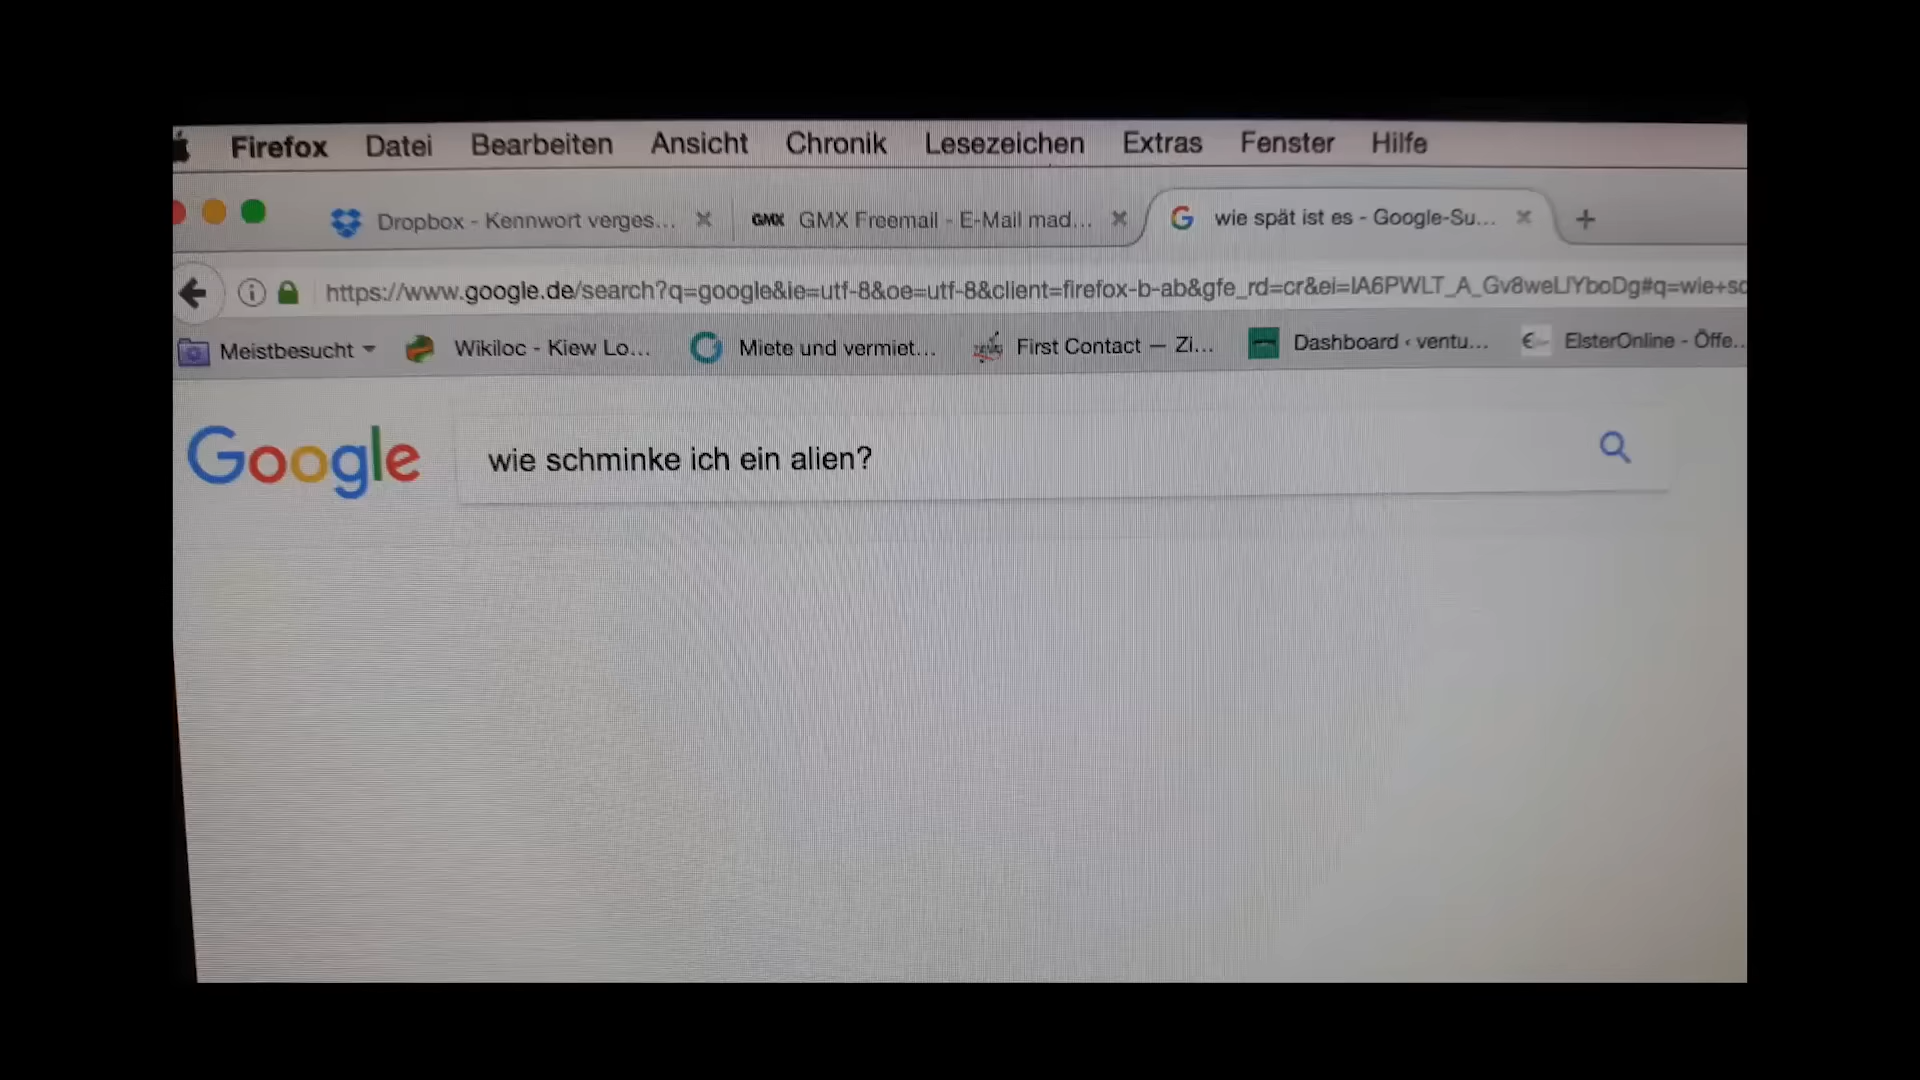 Firefox Datei Bearbeiten Ansicht Chronik Lesezeichen Extras Fenster Hilfe
Dropbox - Kennwort verges... GMX GMX Freemail - E-Mail mad... wie spät ist es - Google-Su...
https://www.google.de/search?q=google&ie=utf-8&oe=utf-8&client=firefox-b-ab&gfe_rd=cr&ei=
Meistbesucht Wikiloc - Kiew Lo... Miete und vermiet... First Contact — Zi... Dashboard ‹ ventu... ElsterOnline - Öffe...
Google wie schminke ich ein alien?